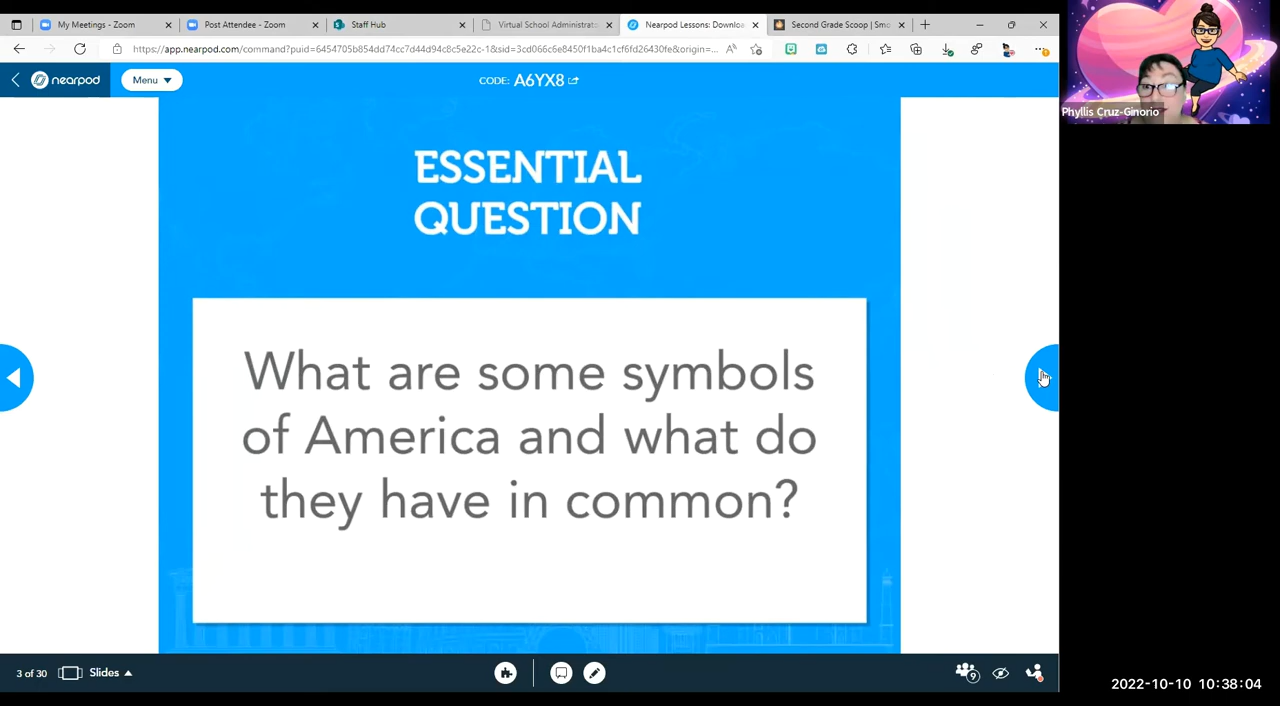 My Meetings - Zoom
Post Attendee - Zoom
Staff Hub
Virtual School Administrato
Nearpod Lessons: Downloa
Second Grade Scoop | Smo
https://app.nearpod.com/command?puid=6454705b854dd74cc7d44d94c8c5e22c-1&sid=3cd066c6e8450f1ba4c1cf6fd26430fe&origin=...
nearpod
Menu
CODE: A6YX8
Phyllis Cruz-Ginorio
ESSENTIAL
QUESTION
What are some symbols
of America and what do
they have in common?
3 of 30
Slides
9
2022-10-10 10:38:04